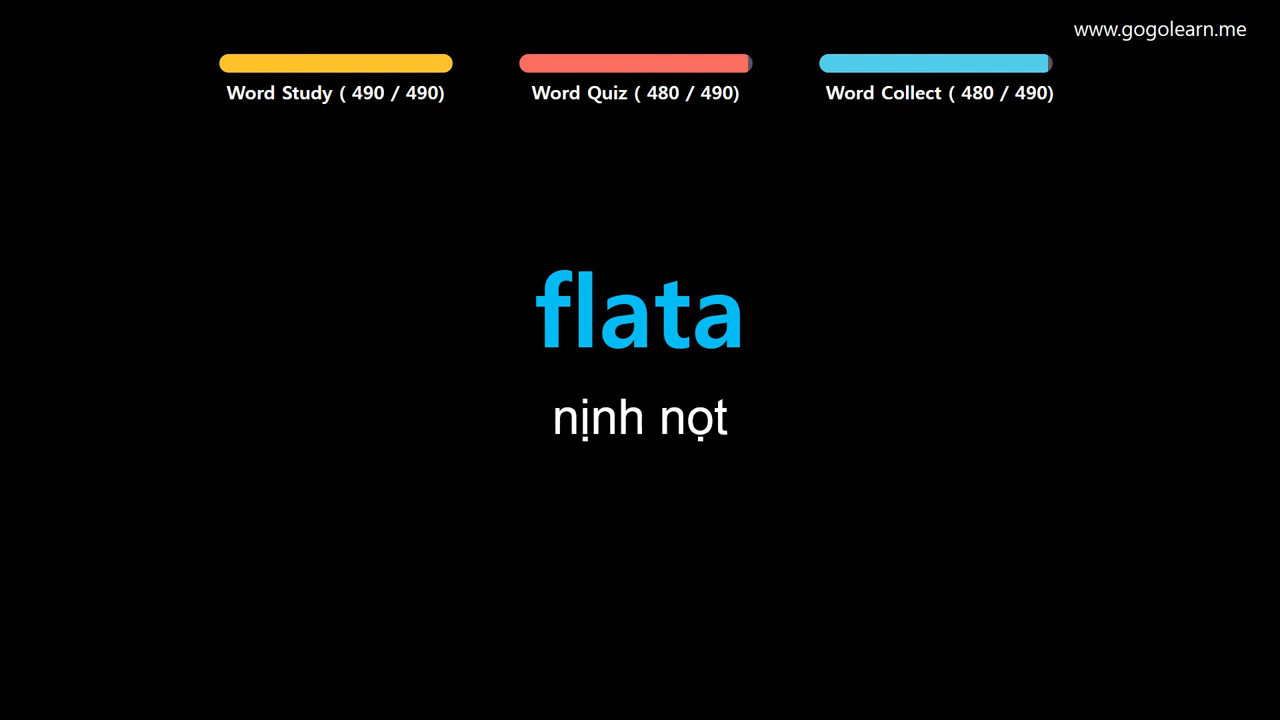 www.gogolearn.me
Word Study ( 490 / 490)
Word Quiz ( 480 / 490)
Word Collect ( 480 / 490)
flata
nịnh nọt